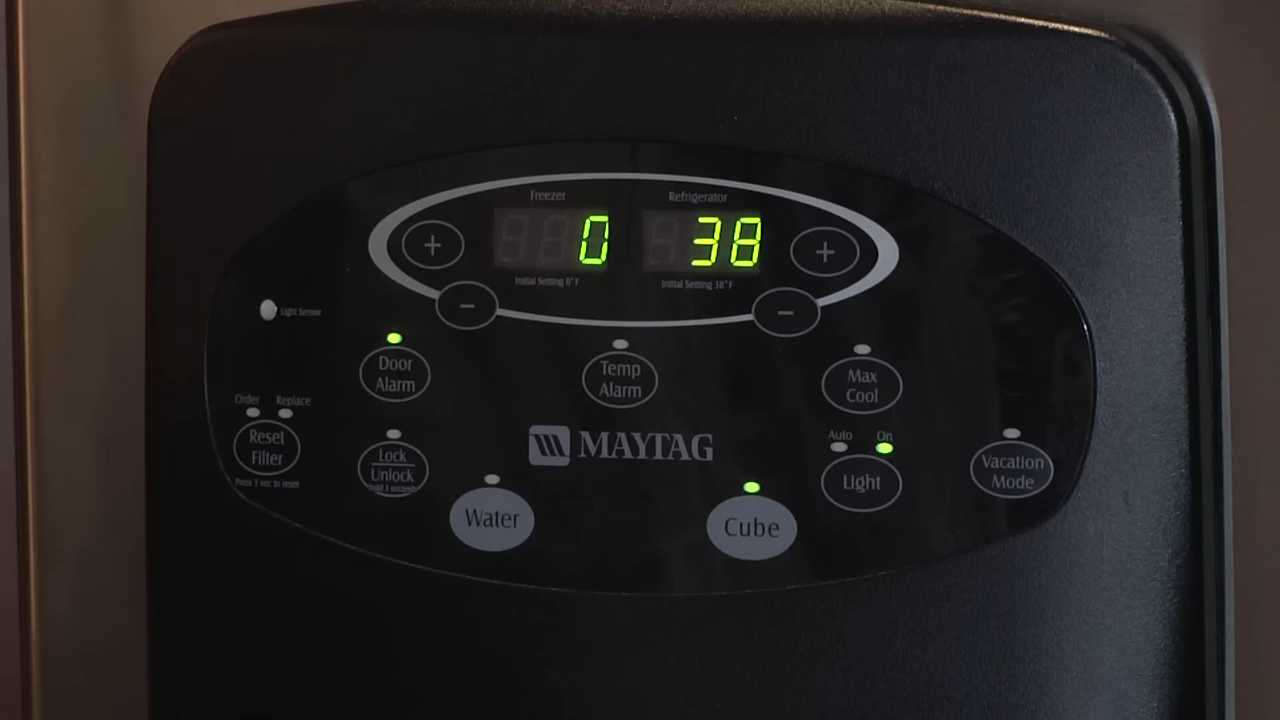 Freezer
Refrigerator
+
0
38
+
Initial Setting 0°F
Initial Setting 38°F
-
-
Light Sensor
Door
Alarm
Temp
Alarm
Max
Cool
Order
Replace
Reset
Filter
Press 3 sec to reset
Lock
Unlock
hold 3 seconds
MAYTAG
Auto
On
Light
Vacation
Mode
Water
Cube